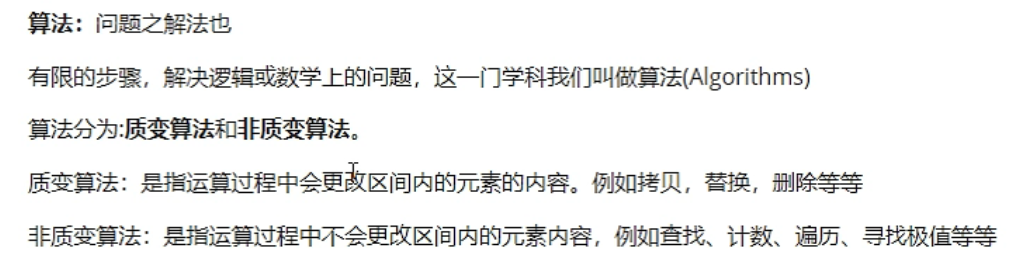 算法：问题之解法也
有限的步骤，解决逻辑或数学上的问题，这一门学科我们叫做算法(Algorithms)
算法分为:质变算法和非质变算法。
质变算法：是指运算过程中会更改区间内的元素的内容。例如拷贝，替换，删除等等
非质变算法：是指运算过程中不会更改区间内的元素内容，例如查找、计数、遍历、寻找极值等等